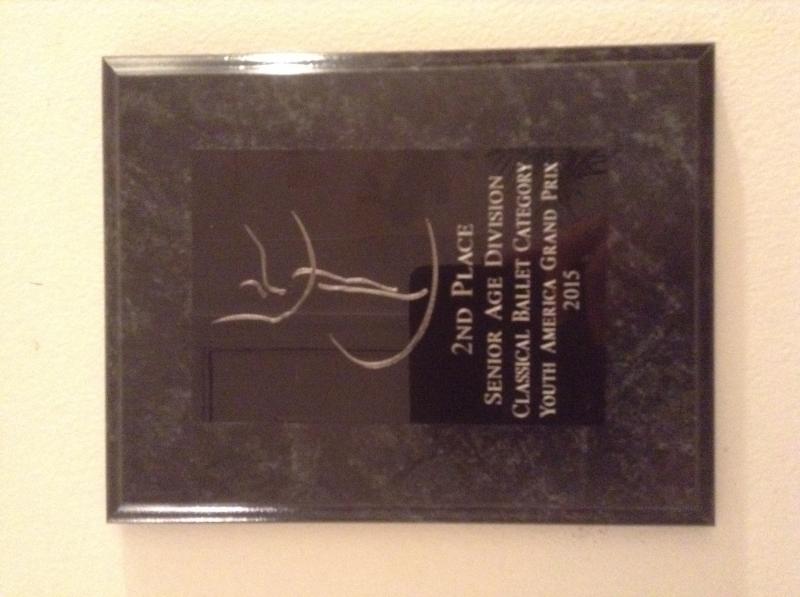 2ND PLACE
SENIOR AGE DIVISION
CLASSICAL BALLET CATEGORY
YOUTH AMERICA GRAND PRIX
2015